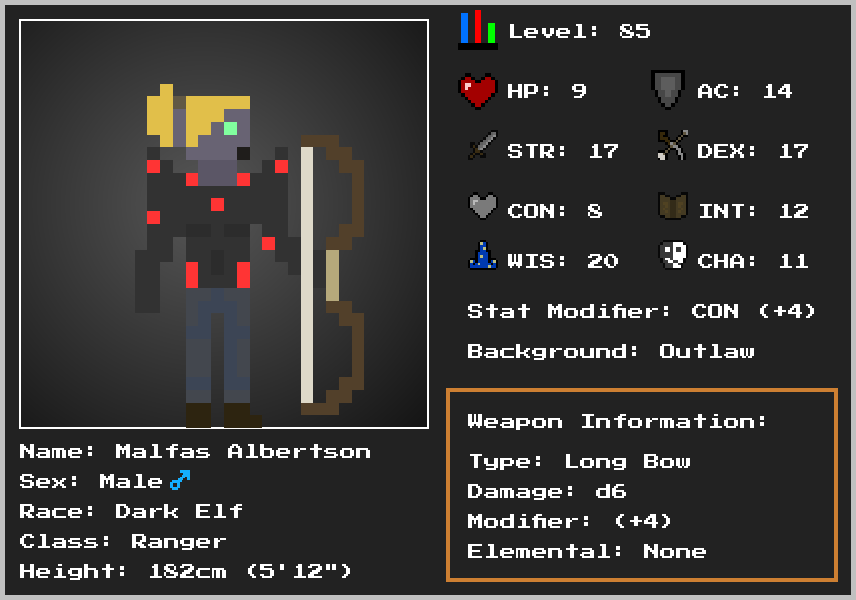 Level: 85
HP: 9
AC: 14
STR: 17
DEX: 17
CON: 8
INT: 12
WIS: 20
CHA: 11
Stat Modifier: CON (+4)
Background: Outlaw
Weapon Information:
Type: Long Bow
Damage: d6
Modifier: (+4)
Elemental: None
Name: Malfas Albertson
Sex: Male♂
Race: Dark Elf
Class: Ranger
Height: 182cm (5'12")